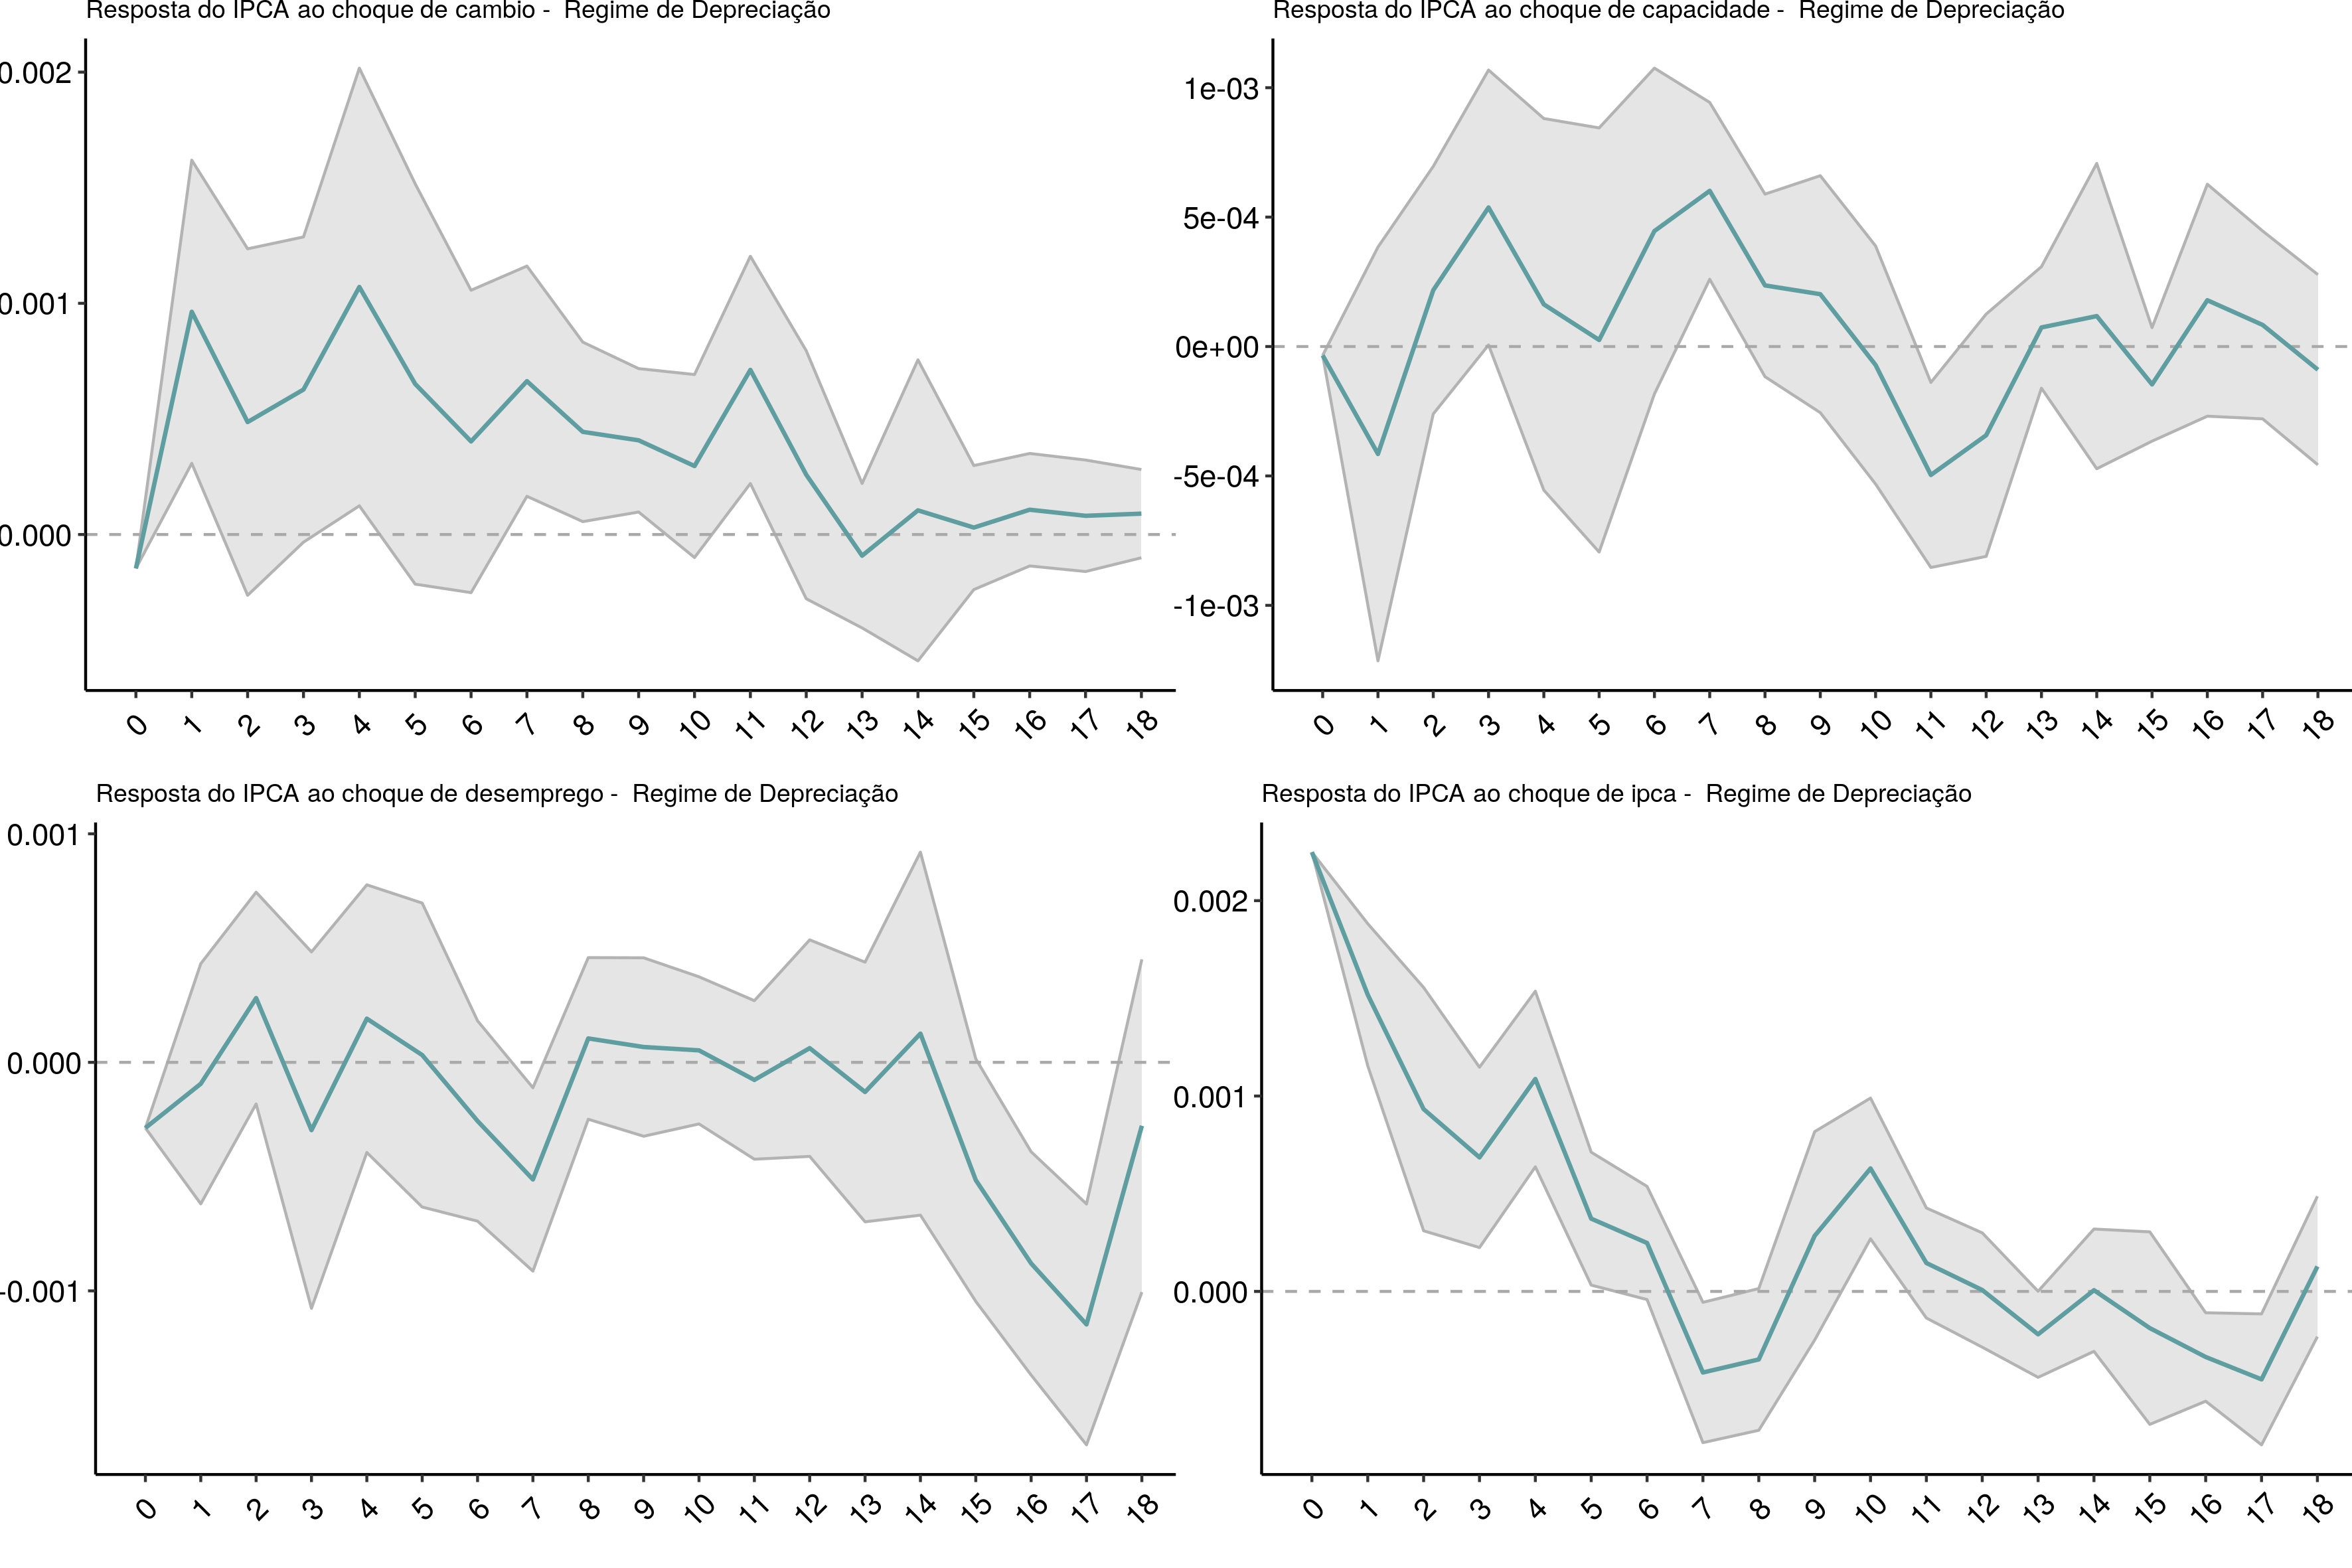 Resposta do IPCA ao choque de cambio - Regime de Depreciação
0.002
0.001
0.000
0 1 2 3 4 5 6 7 8 9 10 11 12 13 14 15 16 17 18
Resposta do IPCA ao choque de capacidade - Regime de Depreciação
1e-03
5e-04
0e+00
-5e-04
-1e-03
0 1 2 3 4 5 6 7 8 9 10 11 12 13 14 15 16 17 18
Resposta do IPCA ao choque de desemprego - Regime de Depreciação
0.001
0.000
-0.001
0 1 2 3 4 5 6 7 8 9 10 11 12 13 14 15 16 17 18
Resposta do IPCA ao choque de ipca - Regime de Depreciação
0.002
0.001
0.000
0 1 2 3 4 5 6 7 8 9 10 11 12 13 14 15 16 17 18